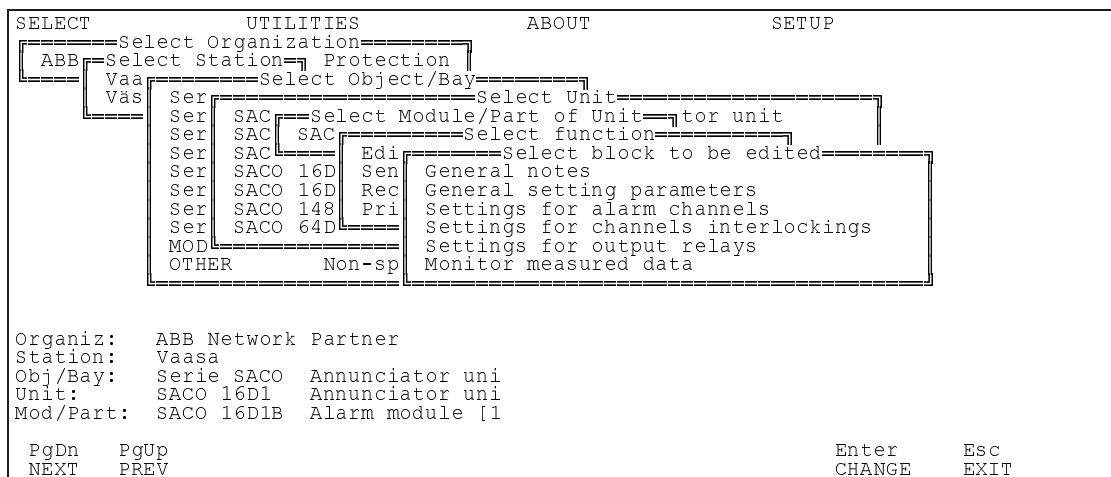 SELECT UTILITIES ABOUT SETUP
Select Organization
ABB Select Station Protection
Vaa Select Object/Bay
Väs Ser Select Unit
Ser SAC Select Module/Part of Unit tor unit
Ser SAC SAC Select function
Ser SAC Edi Select block to be edited
Ser SACO 16D Sen General notes
Ser SACO 16D Rec General setting parameters
Ser SACO 148 Pri Settings for alarm channels
Ser SACO 64D Settings for channels interlockings
MOD Settings for output relays
OTHER Non-sp Monitor measured data
Organiz: ABB Network Partner
Station: Vaasa
Obj/Bay: Serie SACO Annunciator uni
Unit: SACO 16D1 Annunciator uni
Mod/Part: SACO 16D1B Alarm module [1
PgDn PgUp Enter Esc
NEXT PREV CHANGE EXIT